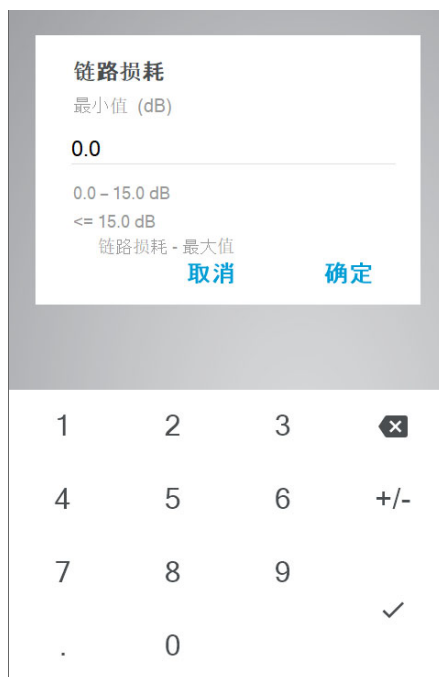 链路损耗
最小值 (dB)
0.0
0.0 – 15.0 dB
<= 15.0 dB
链路损耗 - 最大值
取消 确定
1 2 3
4 5 6 +/-
7 8 9
. 0